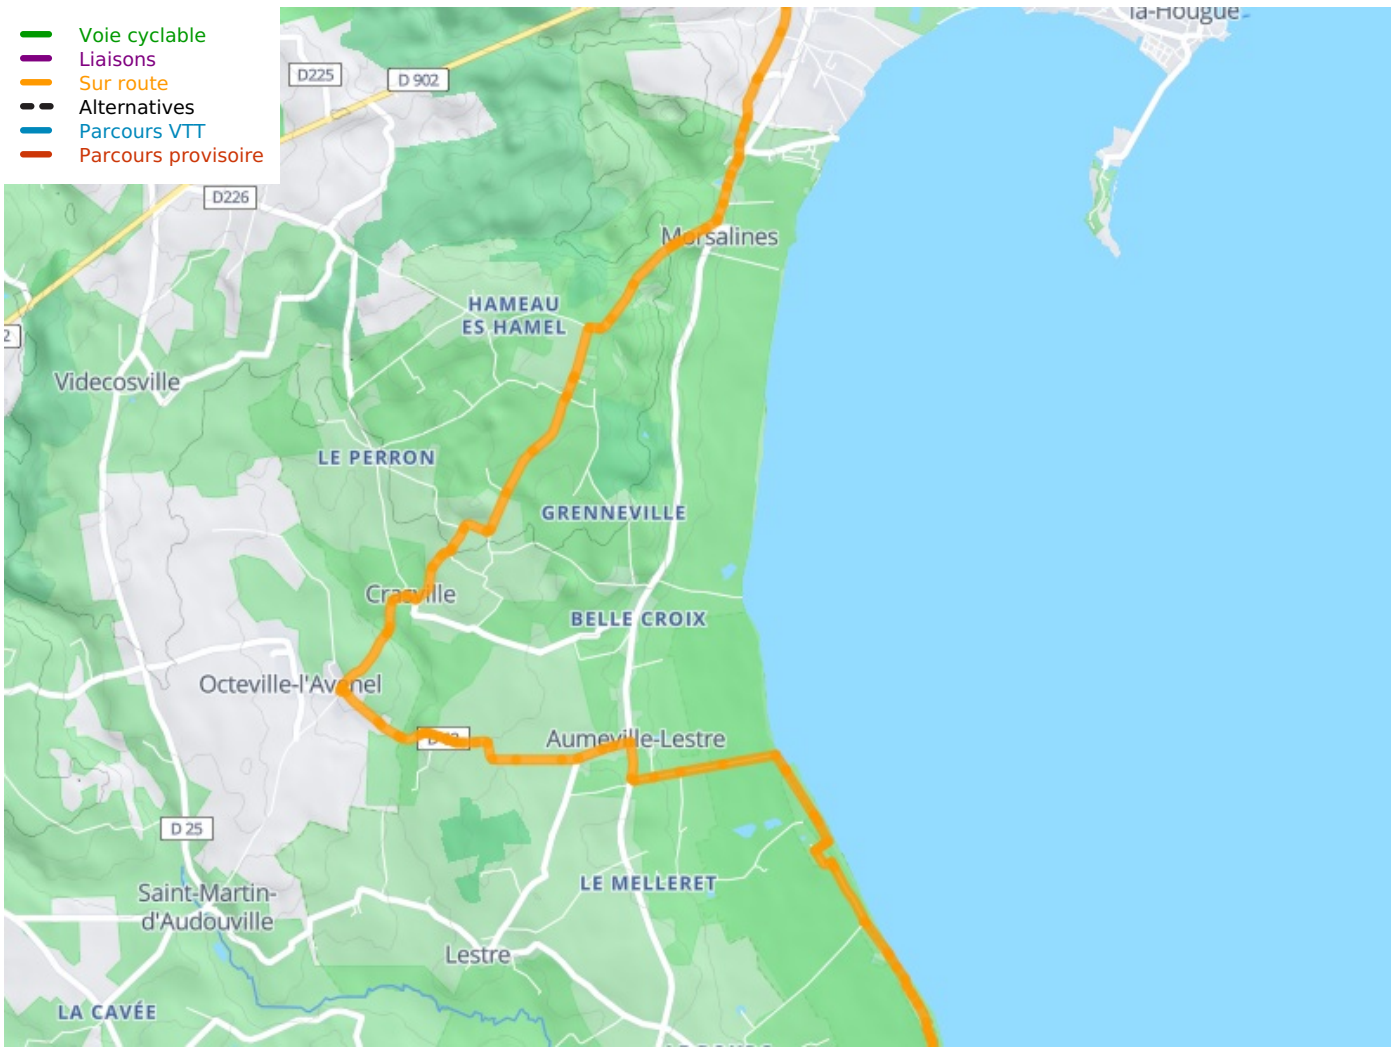 Voie cyclable
Liaisons
Sur route
Alternatives
Parcours VTT
Parcours provisoire
la-Hougue
D225
D 902
D226
Morsalines
HAMEAU
ES HAMEL
2
Videcosville
LE PERRON
GRENNEVILLE
Crasville
BELLE CROIX
Octeville-l'Avenel
Aumeville-Lestre
D 25
LE MELLERET
Saint-Martin-
d'Audouville
Lestre
LA CAVÉE